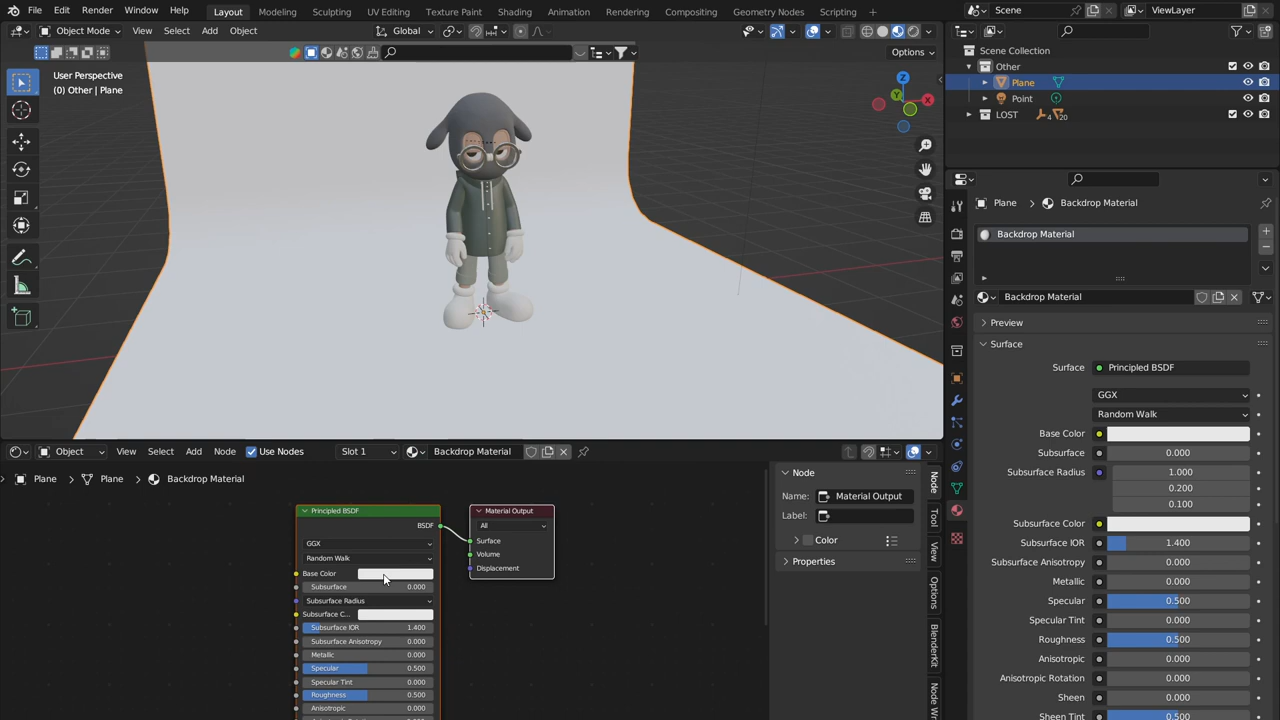 File Edit Render Window Help Layout Modeling Sculpting UV Editing Texture Paint Shading Animation Rendering Compositing Geometry Nodes Scripting + Scene ViewLayer
Object Mode View Select Add Object Global
Options
User Perspective
(0) Other | Plane
Z
Y
X
Scene Collection
Other
Plane
Point
LOST 4 20
Plane > Backdrop Material
Backdrop Material
Backdrop Material
Preview
Surface
Surface Principled BSDF
GGX
Random Walk
Base Color
Subsurface 0.000
Subsurface Radius 1.000
0.200
0.100
Subsurface Color
Subsurface IOR 1.400
Subsurface Anisotropy 0.000
Metallic 0.000
Specular 0.500
Specular Tint 0.000
Roughness 0.500
Anisotropic 0.000
Anisotropic Rotation 0.000
Sheen 0.000
Sheen Tint 0.500
Object View Select Add Node Use Nodes Slot 1 Backdrop Material
Plane > Plane > Backdrop Material
Principled BSDF
BSDF
GGX
Random Walk
Base Color
Subsurface 0.000
Subsurface Radius
Subsurface C...
Subsurface IOR 1.400
Subsurface Anisotropy 0.000
Metallic 0.000
Specular 0.500
Specular Tint 0.000
Roughness 0.500
Anisotropic 0.000
Material Output
All
Surface
Volume
Displacement
Node
Name: Material Output
Label:
Color
Properties
Node
Tool
View
Options
BlenderKit
Node Wr